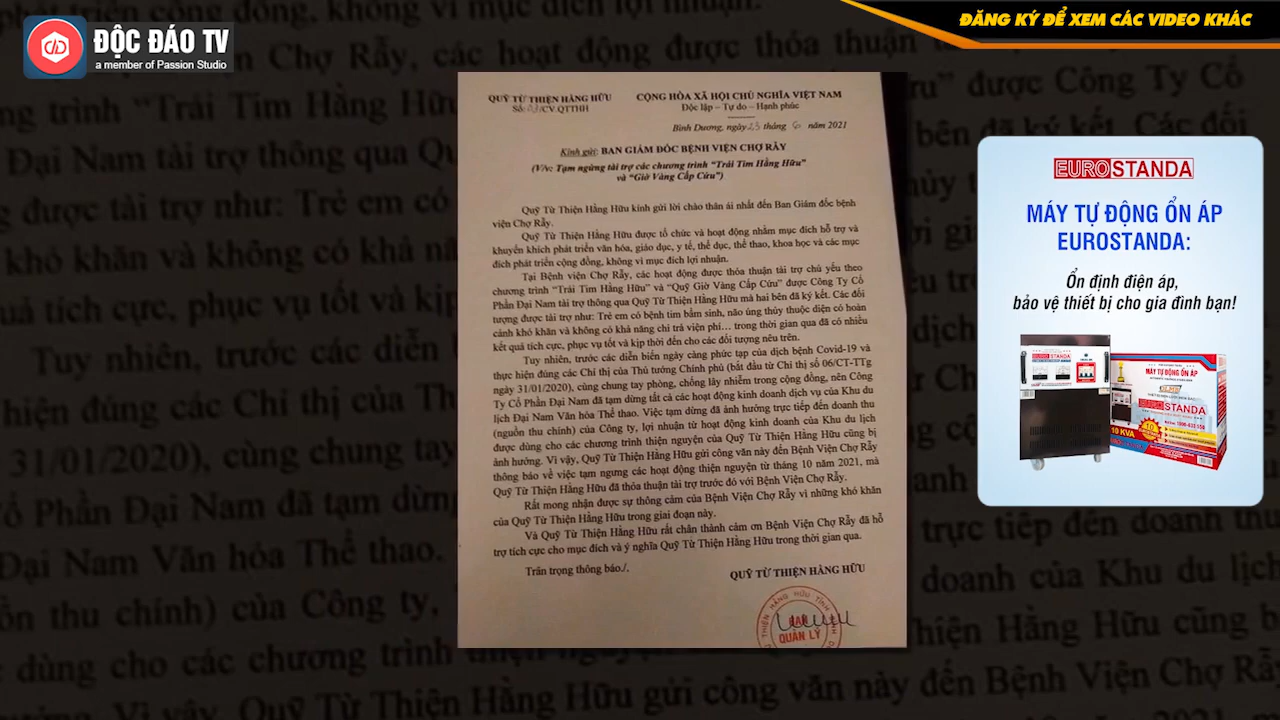 ĐỘC ĐÁO TV
a member of Passion Studio
ĐĂNG KÝ ĐỂ XEM CÁC VIDEO KHÁC
QUỸ TỪ THIỆN HẰNG HỮU
Số: /CV.QTTHH
CỘNG HÒA XÃ HỘI CHỦ NGHĨA VIỆT NAM
Độc lập – Tự do – Hạnh phúc
Bình Dương, ngày 23 tháng năm 2021
Kính gửi: BAN GIÁM ĐỐC BỆNH VIỆN CHỢ RẪY
(V/v: Tạm ngừng tài trợ các chương trình “Trái Tim Hằng Hữu”
và “Giờ Vàng Cấp Cứu”)
Quỹ Từ Thiện Hằng Hữu kính gửi lời chào thân ái nhất đến Ban Giám đốc bệnh
viện Chợ Rẫy.
Quỹ Từ Thiện Hằng Hữu được tổ chức và hoạt động nhằm mục đích hỗ trợ và
khuyến khích phát triển văn hóa, giáo dục, y tế, thể dục, thể thao, khoa học và các mục
đích phát triển cộng đồng, không vì mục đích lợi nhuận.
Tại Bệnh viện Chợ Rẫy, các hoạt động được thỏa thuận tài trợ chủ yếu theo
chương trình “Trái Tim Hằng Hữu” và “Quỹ Giờ Vàng Cấp Cứu” được Công Ty Cổ
Phần Đại Nam tài trợ thông qua Quỹ Từ Thiện Hằng Hữu mà hai bên đã ký kết. Các đối
tượng được tài trợ như: Trẻ em có bệnh tim bẩm sinh, não úng thủy thuộc diện có hoàn
cảnh khó khăn và không có khả năng chi trả viện phí… trong thời gian qua đã có nhiều
kết quả tích cực, phục vụ tốt và kịp thời đến cho các đối tượng nêu trên.
Tuy nhiên, trước các diễn biến ngày càng phức tạp của dịch bệnh Covid-19 và
thực hiện đúng các Chỉ thị của Thủ tướng Chính phủ (bắt đầu từ Chỉ thị số 06/CT-TTg
ngày 31/01/2020), cùng chung tay phòng, chống lây nhiễm trong cộng đồng, nên Công
Ty Cổ Phần Đại Nam đã tạm dừng tất cả các hoạt động kinh doanh dịch vụ của Khu du
lịch Đại Nam Văn hóa Thể thao. Việc tạm dừng đã ảnh hưởng trực tiếp đến doanh thu
(nguồn thu chính) của Công ty, lợi nhuận từ hoạt động kinh doanh của Khu du lịch
được dùng cho các chương trình thiện nguyện của Quỹ Từ Thiện Hằng Hữu cũng bị
ảnh hưởng. Vì vậy, Quỹ Từ Thiện Hằng Hữu gửi công văn này đến Bệnh Viện Chợ Rẫy
thông báo về việc tạm ngưng các hoạt động thiện nguyện từ tháng 10 năm 2021, mà
Quỹ Từ Thiện Hằng Hữu đã thỏa thuận tài trợ trước đó với Bệnh Viện Chợ Rẫy.
Rất mong nhận được sự thông cảm của Bệnh Viện Chợ Rẫy vì những khó khăn
của Quỹ Từ Thiện Hằng Hữu trong giai đoạn này.
Và Quỹ Từ Thiện Hằng Hữu rất chân thành cảm ơn Bệnh Viện Chợ Rẫy đã hỗ
trợ tích cực cho mục đích và ý nghĩa Quỹ Từ Thiện Hằng Hữu trong thời gian qua.
Trân trọng thông báo./.
QUỸ TỪ THIỆN HẰNG HỮU
BAN
QUẢN LÝ
EUROSTANDA
MÁY TỰ ĐỘNG ỔN ÁP
EUROSTANDA:
Ổn định điện áp,
bảo vệ thiết bị cho gia đình bạn!
EUROSTANDA
MÁY TỰ ĐỘNG ỔN ÁP
EUROSTANDA
10 KVA